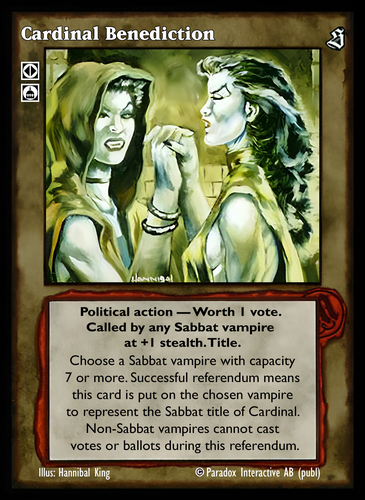 Cardinal Benediction
HANNIBAL
Political action — Worth 1 vote.
Called by any Sabbat vampire
at +1 stealth. Title.
Choose a Sabbat vampire with capacity
7 or more. Successful referendum means
this card is put on the chosen vampire
to represent the Sabbat title of Cardinal.
Non-Sabbat vampires cannot cast
votes or ballots during this referendum.
Illus: Hannibal King © Paradox Interactive AB (publ)